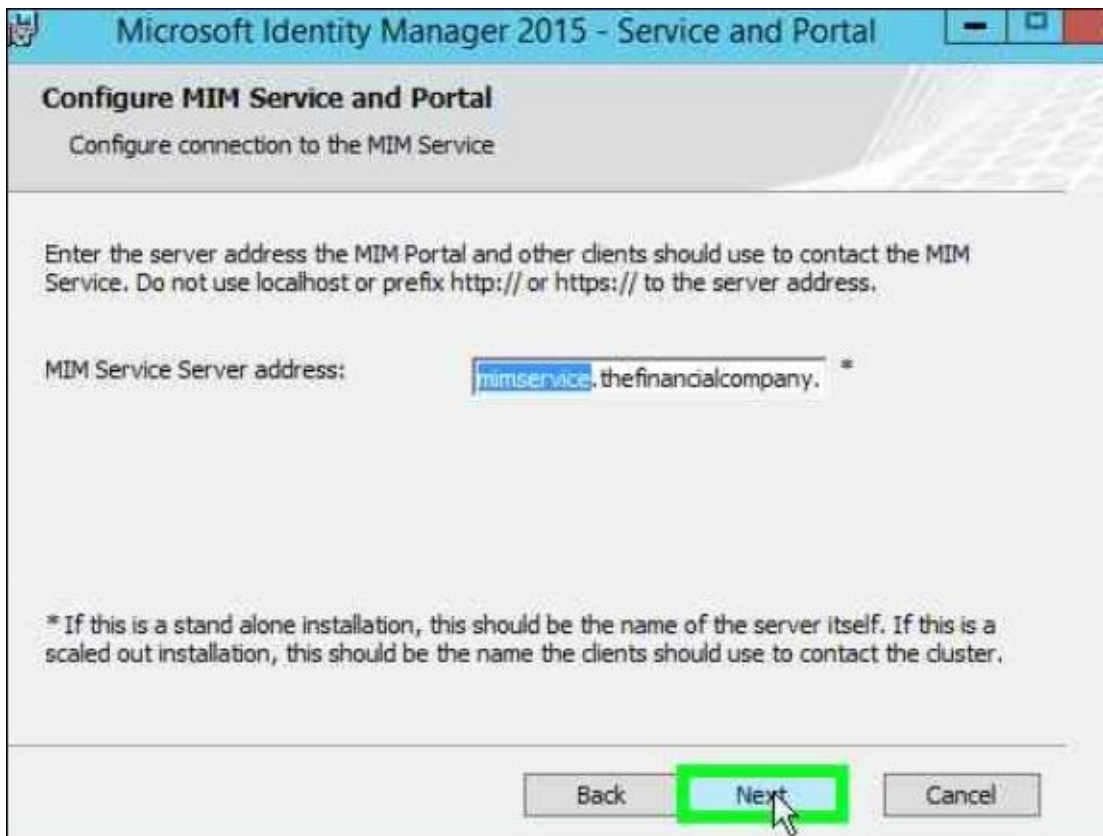 Microsoft Identity Manager 2015 - Service and Portal
Configure MIM Service and Portal
Configure connection to the MIM Service
Enter the server address the MIM Portal and other clients should use to contact the MIM
Service. Do not use localhost or prefix http:// or https:// to the server address.
MIM Service Server address: mimservice.thefinancialcompany. *
* If this is a stand alone installation, this should be the name of the server itself. If this is a
scaled out installation, this should be the name the clients should use to contact the cluster.
Back Next Cancel